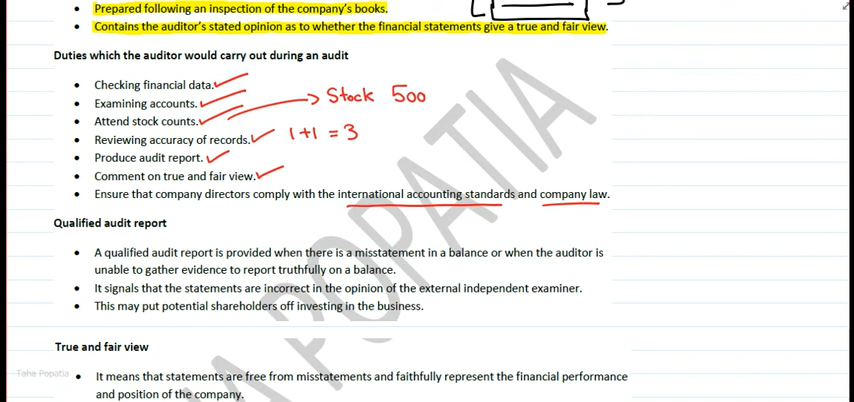 Prepared following an inspection of the company's books.
Contains the auditor's stated opinion as to whether the financial statements give a true and fair view.
Duties which the auditor would carry out during an audit
Checking financial data.
Examining accounts.
Stock 500
Attend stock counts.
Reviewing accuracy of records.
1+1 = 3
Produce audit report.
Comment on true and fair view.
Ensure that company directors comply with the international accounting standards and company law.
Qualified audit report
A qualified audit report is provided when there is a misstatement in a balance or when the auditor is
unable to gather evidence to report truthfully on a balance.
It signals that the statements are incorrect in the opinion of the external independent examiner.
This may put potential shareholders off investing in the business.
True and fair view
Taha Popatia
It means that statements are free from misstatements and faithfully represent the financial performance
and position of the company.
POPATIA